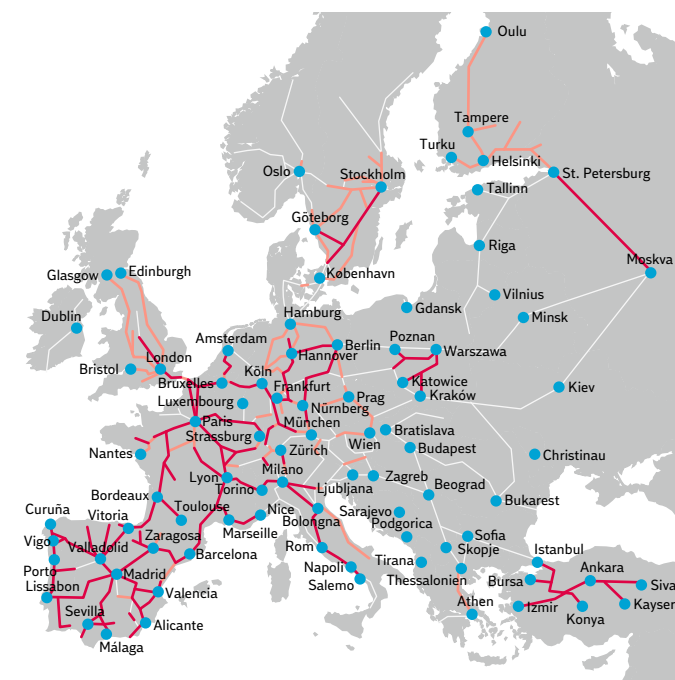 Oulu
Tampere
Turku
Helsinki
Oslo
Stockholm
St. Petersburg
Tallinn
Göteborg
Riga
Moskva
Glasgow
Edinburgh
København
Vilnius
Dublin
Hamburg
Gdansk
Minsk
Amsterdam
Poznan
Berlin
Warszawa
Hannover
London
Bristol
Bruxelles
Köln
Katowice
Frankfurt
Kiev
Luxembourg
Prag
Kraków
Nürnberg
Paris
München
Strassburg
Bratislava
Wien
Nantes
Zürich
Budapest
Christinau
Milano
Lyon
Ljubljana
Zagreb
Torino
Beograd
Bordeaux
Bukarest
Curuña
Vitoria
Toulouse
Nice
Sarajevo
Bolongna
Podgorica
Marseille
Vigo
Zaragosa
Sofia
Valladolid
Rom
Skopje
Istanbul
Barcelona
Porto
Tirana
Madrid
Napoli
Thessalonien
Bursa
Ankara
Lissabon
Salemo
Siva
Valencia
Athen
Izmir
Kayser
Sevilla
Konya
Alicante
Málaga